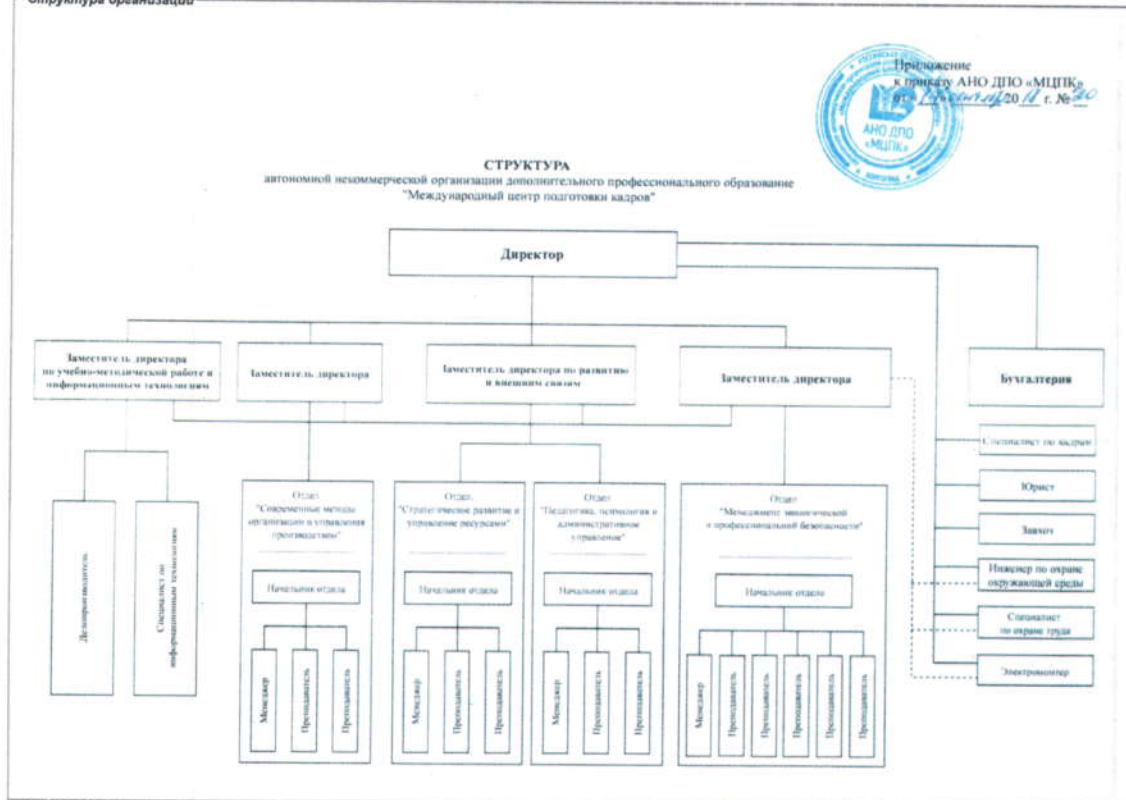 Структура организации
Приложение
к приказу АНО ДПО «МЦПК»
20 18 г. №
АНО ДПО
«МЦПК»
СТРУКТУРА
автономной некоммерческой организации дополнительного профессионального образование
"Международный центр подготовки кадров"
Директор
Заместитель директора
по учебно-методической работе и
информационным технологиям
Заместитель директора
Заместитель директора по развитию
и внешним связям
Заместитель директора
Бухгалтерия
Специалист по кадрам
Юрист
Завхоз
Инженер по охране
окружающей среды
Специалист
по охране труда
Электромонтер
Делопроизводитель
Специалист по
информационным технологиям
Отдел
"Современные методы
организации и управления
производством"
Начальник отдела
Менеджер
Преподаватель
Преподаватель
Отдел
"Стратегическое развитие и
управление ресурсами"
Начальник отдела
Менеджер
Преподаватель
Преподаватель
Отдел
"Педагогика, психология и
административное
управление"
Начальник отдела
Менеджер
Преподаватель
Преподаватель
Отдел
"Менеджмент экологической
и профессиональной безопасности"
Начальник отдела
Менеджер
Преподаватель
Преподаватель
Преподаватель
Преподаватель
Преподаватель